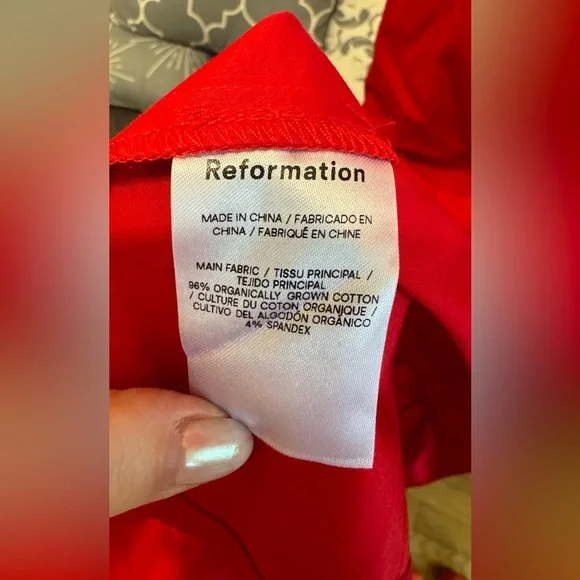 Reformation
MADE IN CHINA / FABRICADO EN
CHINA / FABRIQUÉ EN CHINE
MAIN FABRIC / TISSU PRINCIPAL /
TEJIDO PRINCIPAL
96% ORGANICALLY GROWN COTTON
/ CULTURE DU COTON ORGANIQUE /
CULTIVO DEL ALGODÓN ORGÁNICO
4% SPANDEX